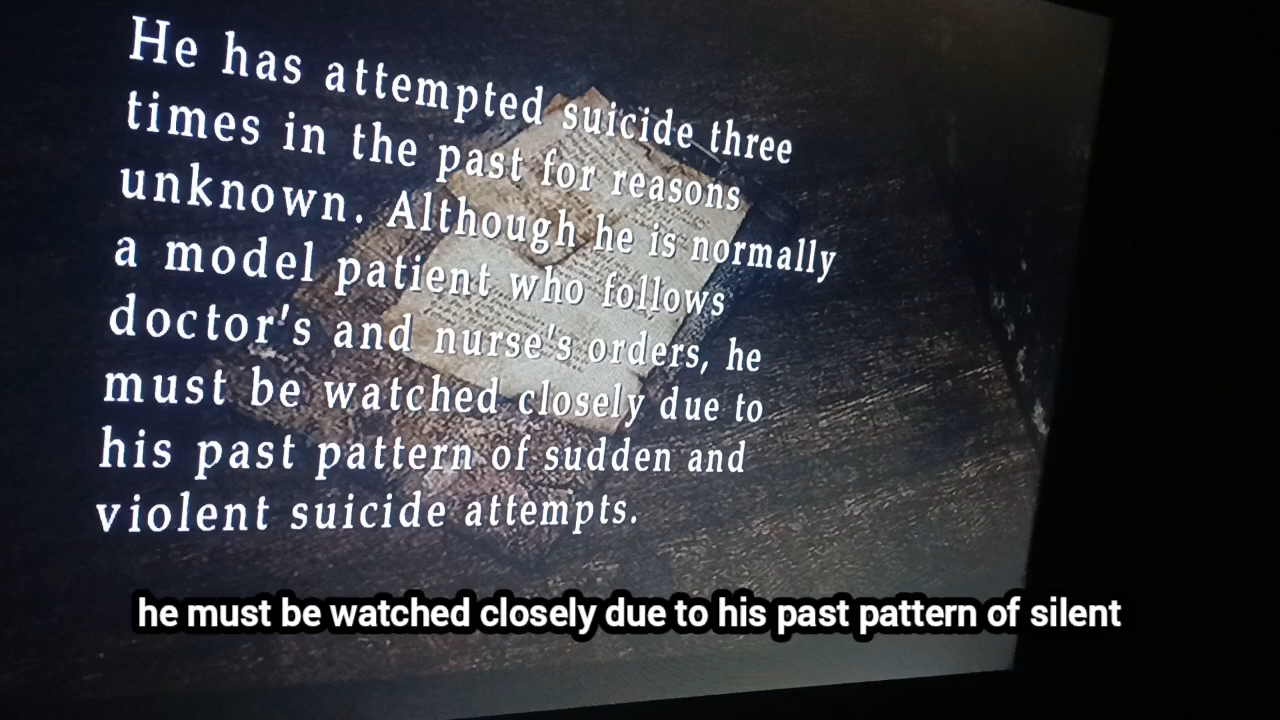 He has attempted suicide three
times in the past for reasons
unknown. Although he is normally
a model patient who follows
doctor's and nurse's orders, he
must be watched closely due to
his past pattern of sudden and
violent suicide attempts.
he must be watched closely due to his past pattern of silent